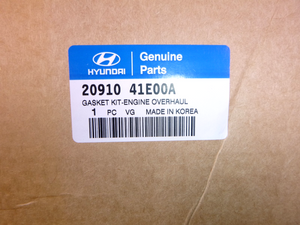 Genuine
HYUNDAI Parts
20910 41E00A
GASKET KIT-ENGINE OVERHAUL
1 PC VG MADE IN KOREA